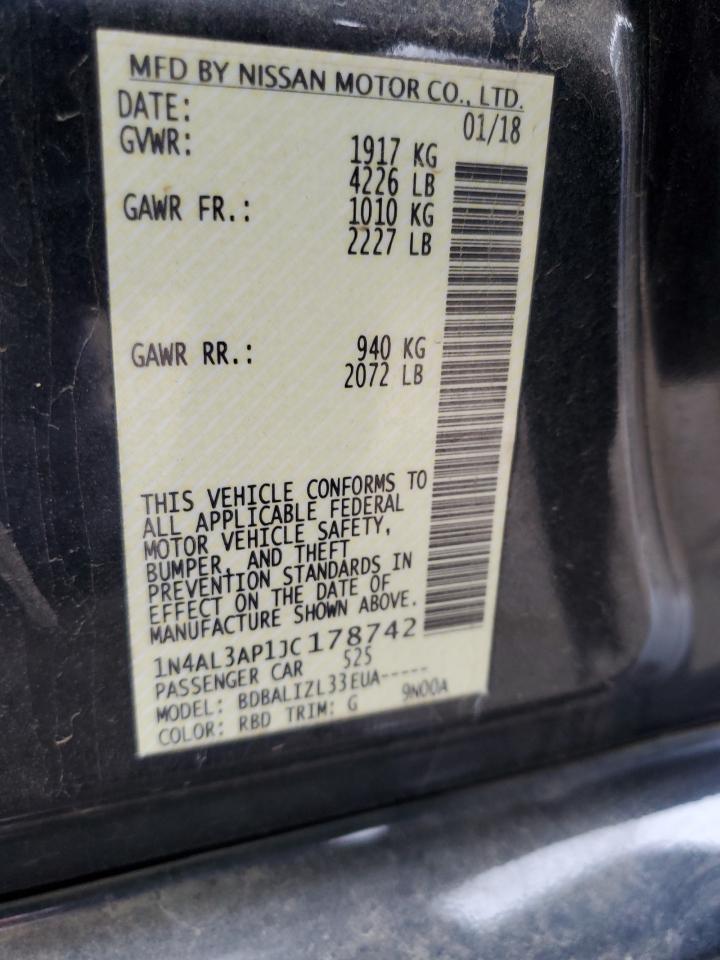 MFD BY NISSAN MOTOR CO., LTD.
DATE: 01/18
GVWR: 1917 KG
4226 LB
GAWR FR.: 1010 KG
2227 LB
GAWR RR.: 940 KG
2072 LB
THIS VEHICLE CONFORMS TO
ALL APPLICABLE FEDERAL
MOTOR VEHICLE SAFETY,
BUMPER, AND THEFT
PREVENTION STANDARDS IN
EFFECT ON THE DATE OF
MANUFACTURE SHOWN ABOVE.
1N4AL3AP1JC178742
PASSENGER CAR 525
MODEL: BDBALIZL33EUA-----
COLOR: RBD TRIM: G 9N00A